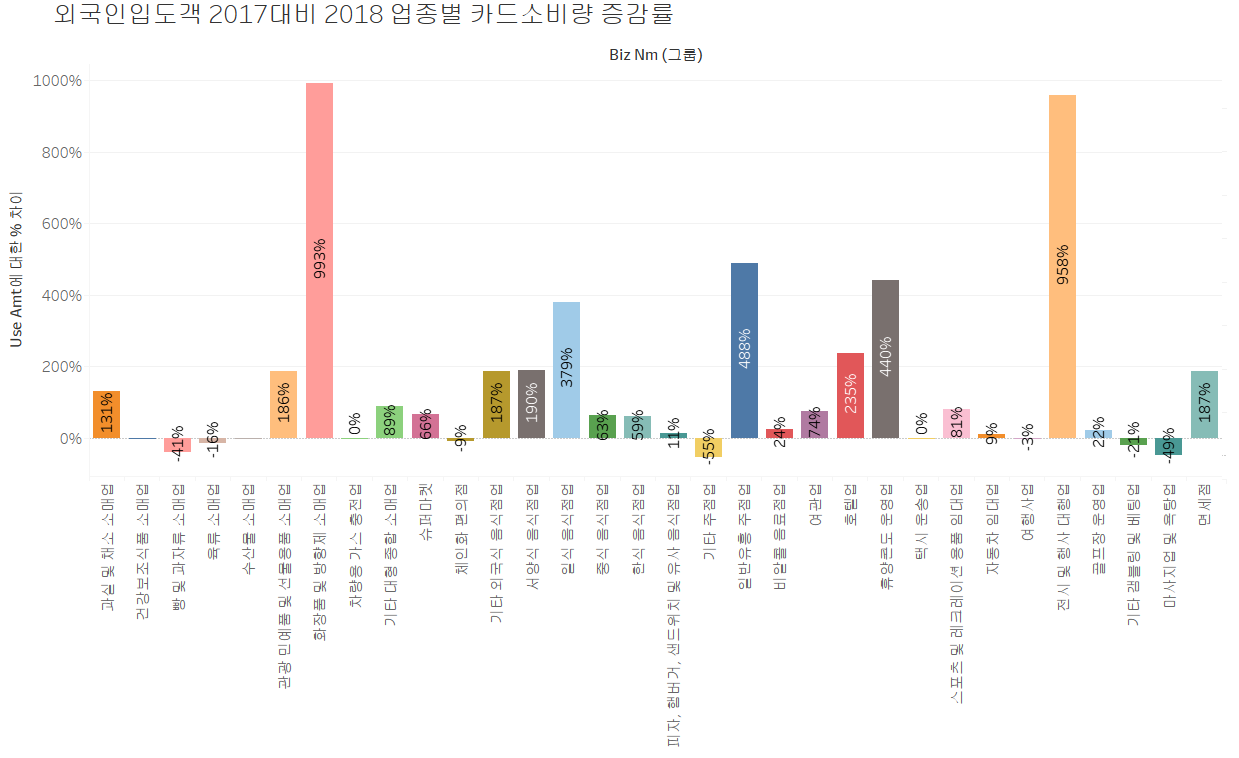 외국인입도객 2017대비 2018 업종별 카드소비량 증감률
Biz Nm (그룹)
Use Amt에 대한 % 차이
1000%
800%
600%
400%
200%
0%
131%
-41%
-16%
186%
993%
0%
89%
66%
-9%
187%
190%
379%
63%
59%
11%
-55%
488%
24%
74%
235%
440%
0%
81%
9%
-3%
958%
22%
-21%
-49%
187%
과실 및 채소 소매업
건강보조식품 소매업
빵 및 과자류 소매업
육류 소매업
수산물 소매업
관광 민예품 및 선물용품 소매업
화장품 및 방향제 소매업
차량용 가스 충전업
기타 대형 종합 소매업
슈퍼마켓
체인화 편의점
기타 외국식 음식점업
서양식 음식점업
일식 음식점업
중식 음식점업
한식 음식점업
피자, 햄버거, 샌드위치 및 유사 음식점업
기타 주점업
일반유흥 주점업
비알콜 음료점업
여관업
호텔업
휴양콘도 운영업
택시 운송업
스포츠 및 레크레이션 용품 임대업
자동차 임대업
여행사업
전시 및 행사 대행업
골프장 운영업
기타 갬블링 및 베팅업
마사지업 및 욕탕업
면세점